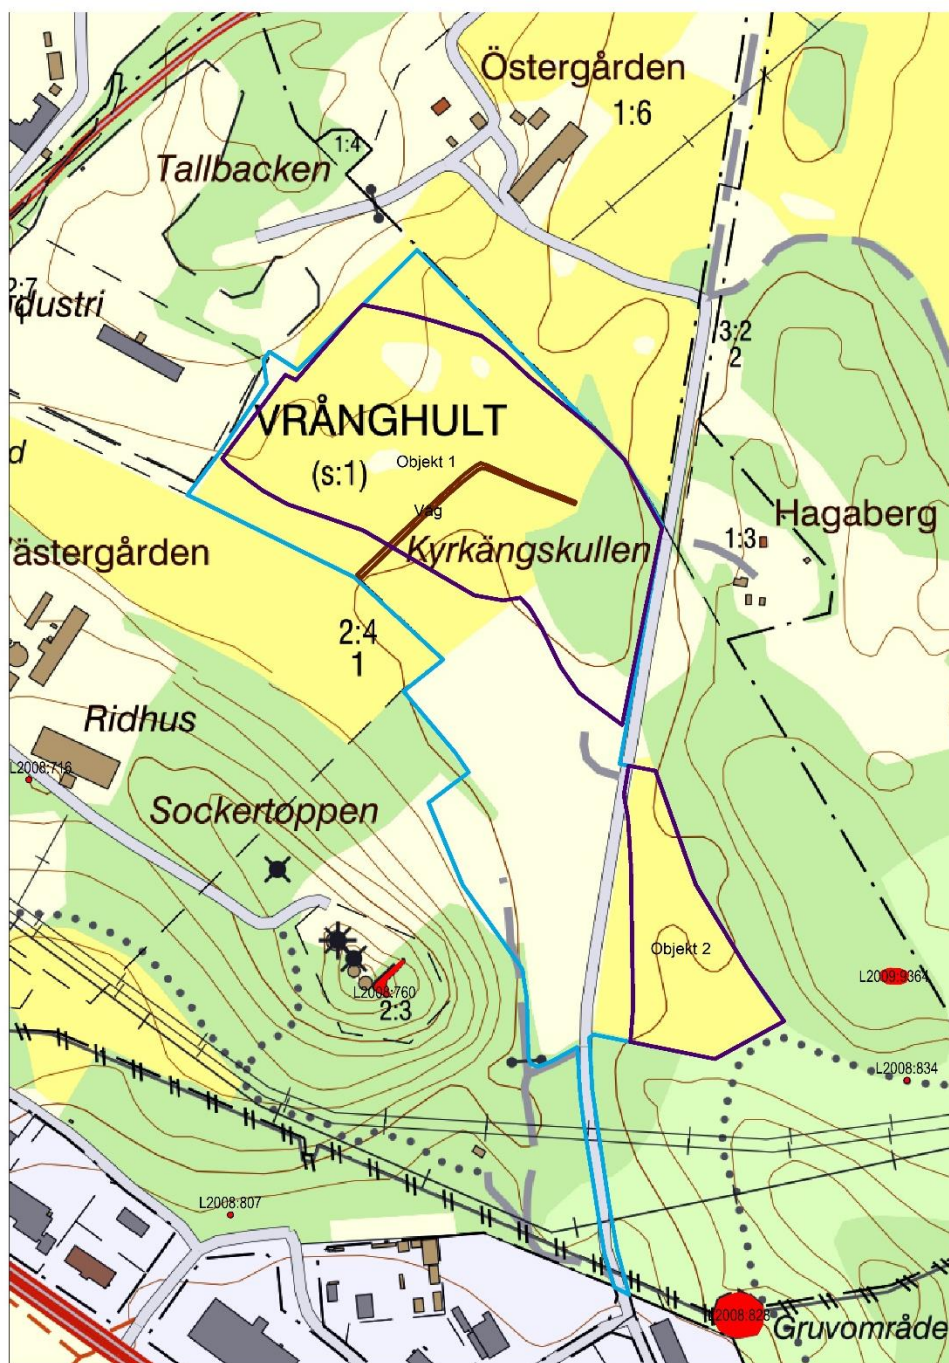 Östergården
1:6
1:4
Tallbacken
2:7
dustri
3:2
2
VRÅNGHULT
(s:1)
Objekt 1
Väg
d
Hagaberg
1:3
Kyrkängskullen
ästergården
2:4
1
Ridhus
L2008:716
Sockertoppen
Objekt 2
L2009:9364
L2008:760
2:3
L2008:834
L2008:807
L2008:828
Gruvområde